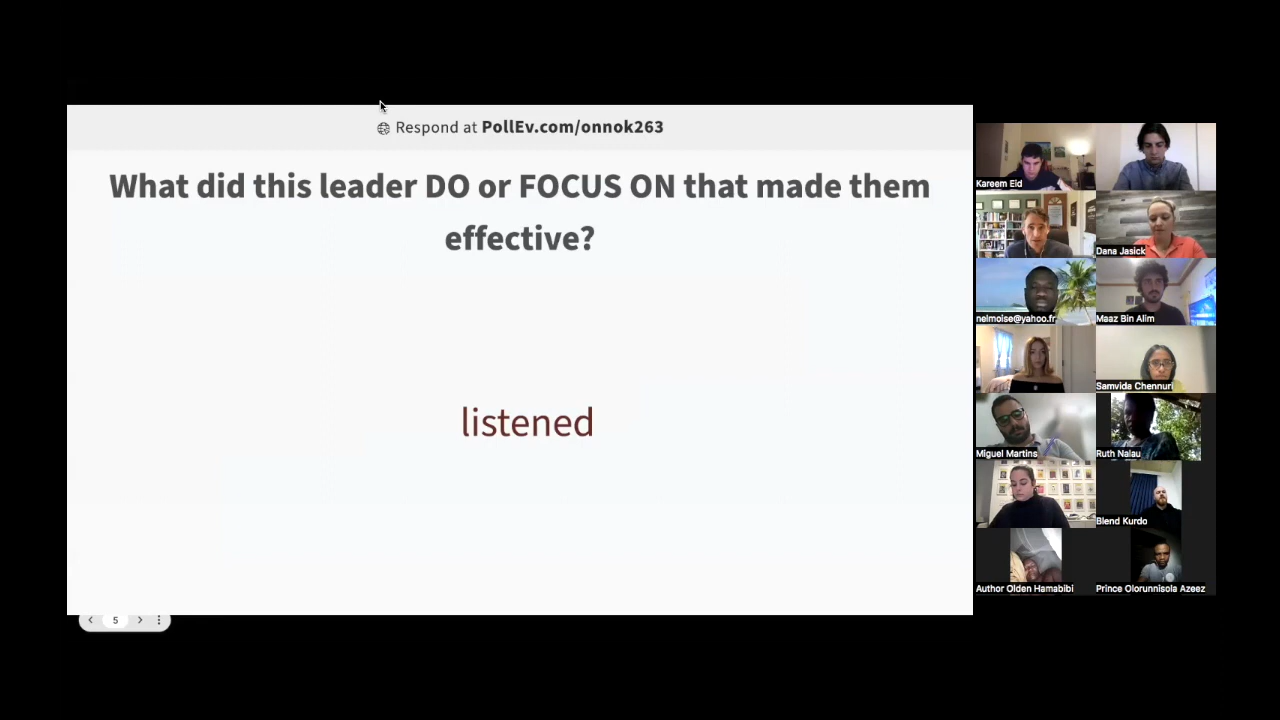 Respond at PollEv.com/onnok263
What did this leader DO or FOCUS ON that made them
effective?
listened
5
Kareem Eid
Dana Jasick
nelmoise@yahoo.fr
Maaz Bin Alim
Samvida Chennuri
Miguel Martins
Ruth Nalau
Blend Kurdo
Author Olden Hamabibi
Prince Olorunnisola Azeez